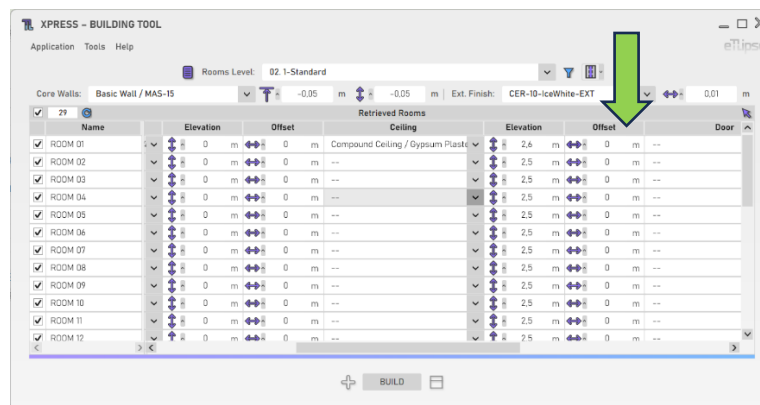 XPRESS – BUILDING TOOL
Application Tools Help
Rooms Level: 02. 1-Standard
Core Walls: Basic Wall / MAS-15 -0,05 m -0,05 m Ext. Finish: CER-10-IceWhite-EXT 0,01 m
29 Retrieved Rooms
Name Elevation Offset Ceiling Elevation Offset Door
ROOM 01 0 m 0 m Compound Ceiling / Gypsum Plaste 2,6 m 0 m --
ROOM 02 0 m 0 m -- 2,5 m 0 m --
ROOM 03 0 m 0 m -- 2,5 m 0 m --
ROOM 04 0 m 0 m -- 2,5 m 0 m --
ROOM 05 0 m 0 m -- 2,5 m 0 m --
ROOM 06 0 m 0 m -- 2,5 m 0 m --
ROOM 07 0 m 0 m -- 2,5 m 0 m --
ROOM 08 0 m 0 m -- 2,5 m 0 m --
ROOM 09 0 m 0 m -- 2,5 m 0 m --
ROOM 10 0 m 0 m -- 2,5 m 0 m --
ROOM 11 0 m 0 m -- 2,5 m 0 m --
ROOM 12 0 m 0 m -- 2,5 m 0 m --
BUILD